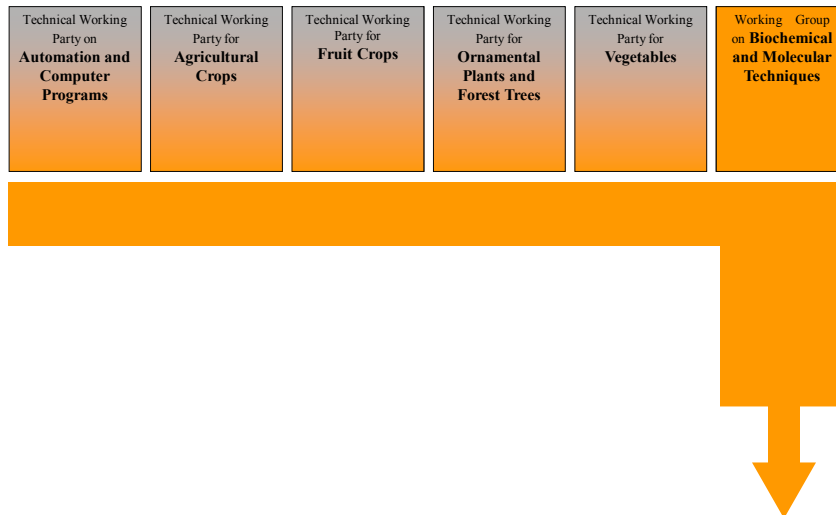 Technical Working
Party on
Automation and
Computer
Programs
Technical Working
Party for
Agricultural
Crops
Technical Working
Party for
Fruit Crops
Technical Working
Party for
Ornamental
Plants and
Forest Trees
Technical Working
Party for
Vegetables
Working Group
on Biochemical
and Molecular
Techniques